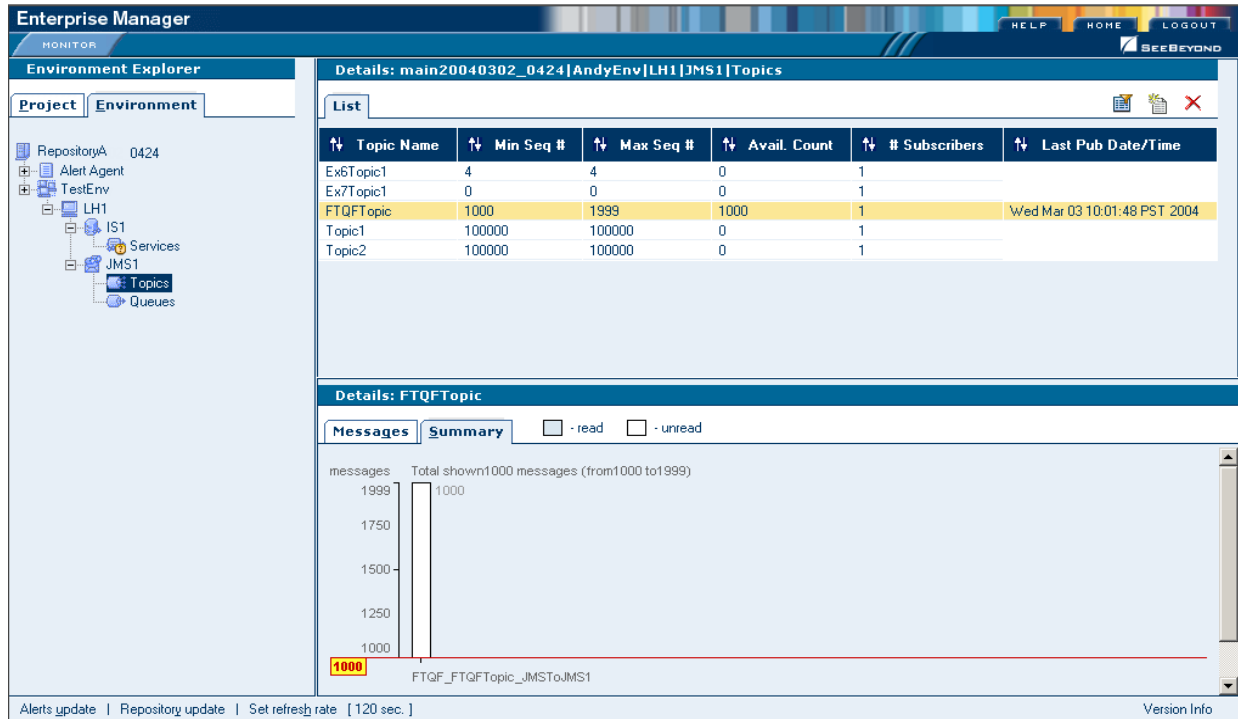 Enterprise Manager
HELP HOME LOGOUT
MONITOR
SEEBEYOND
Environment Explorer
Project Environment
RepositoryA 0424
Alert Agent
TestEnv
LH1
IS1
Services
JMS1
Topics
Queues
Details: main20040302_0424|AndyEnv|LH1|JMS1|Topics
List
Topic Name Min Seq # Max Seq # Avail. Count # Subscribers Last Pub Date/Time
Ex6Topic1 4 4 0 1
Ex7Topic1 0 0 0 1
FTQFTopic 1000 1999 1000 1 Wed Mar 03 10:01:48 PST 2004
Topic1 100000 100000 0 1
Topic2 100000 100000 0 1
Details: FTQFTopic
Messages Summary - read - unread
messages Total shown1000 messages (from1000 to1999)
1999 1000
1750
1500
1250
1000
1000
FTQF_FTQFTopic_JMSToJMS1
Alerts update | Repository update | Set refresh rate [ 120 sec. ] Version Info